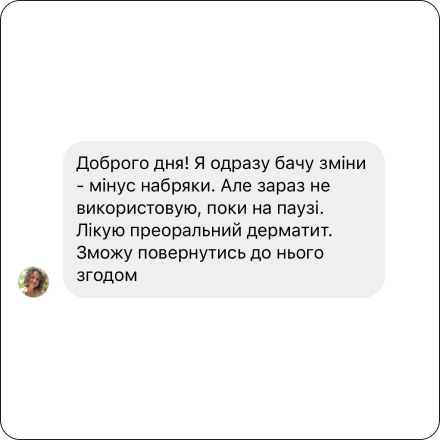 Доброго дня! Я одразу бачу зміни
- мінус набряки. Але зараз не
використовую, поки на паузі.
Лікую преоральний дерматит.
Зможу повернутись до нього
згодом